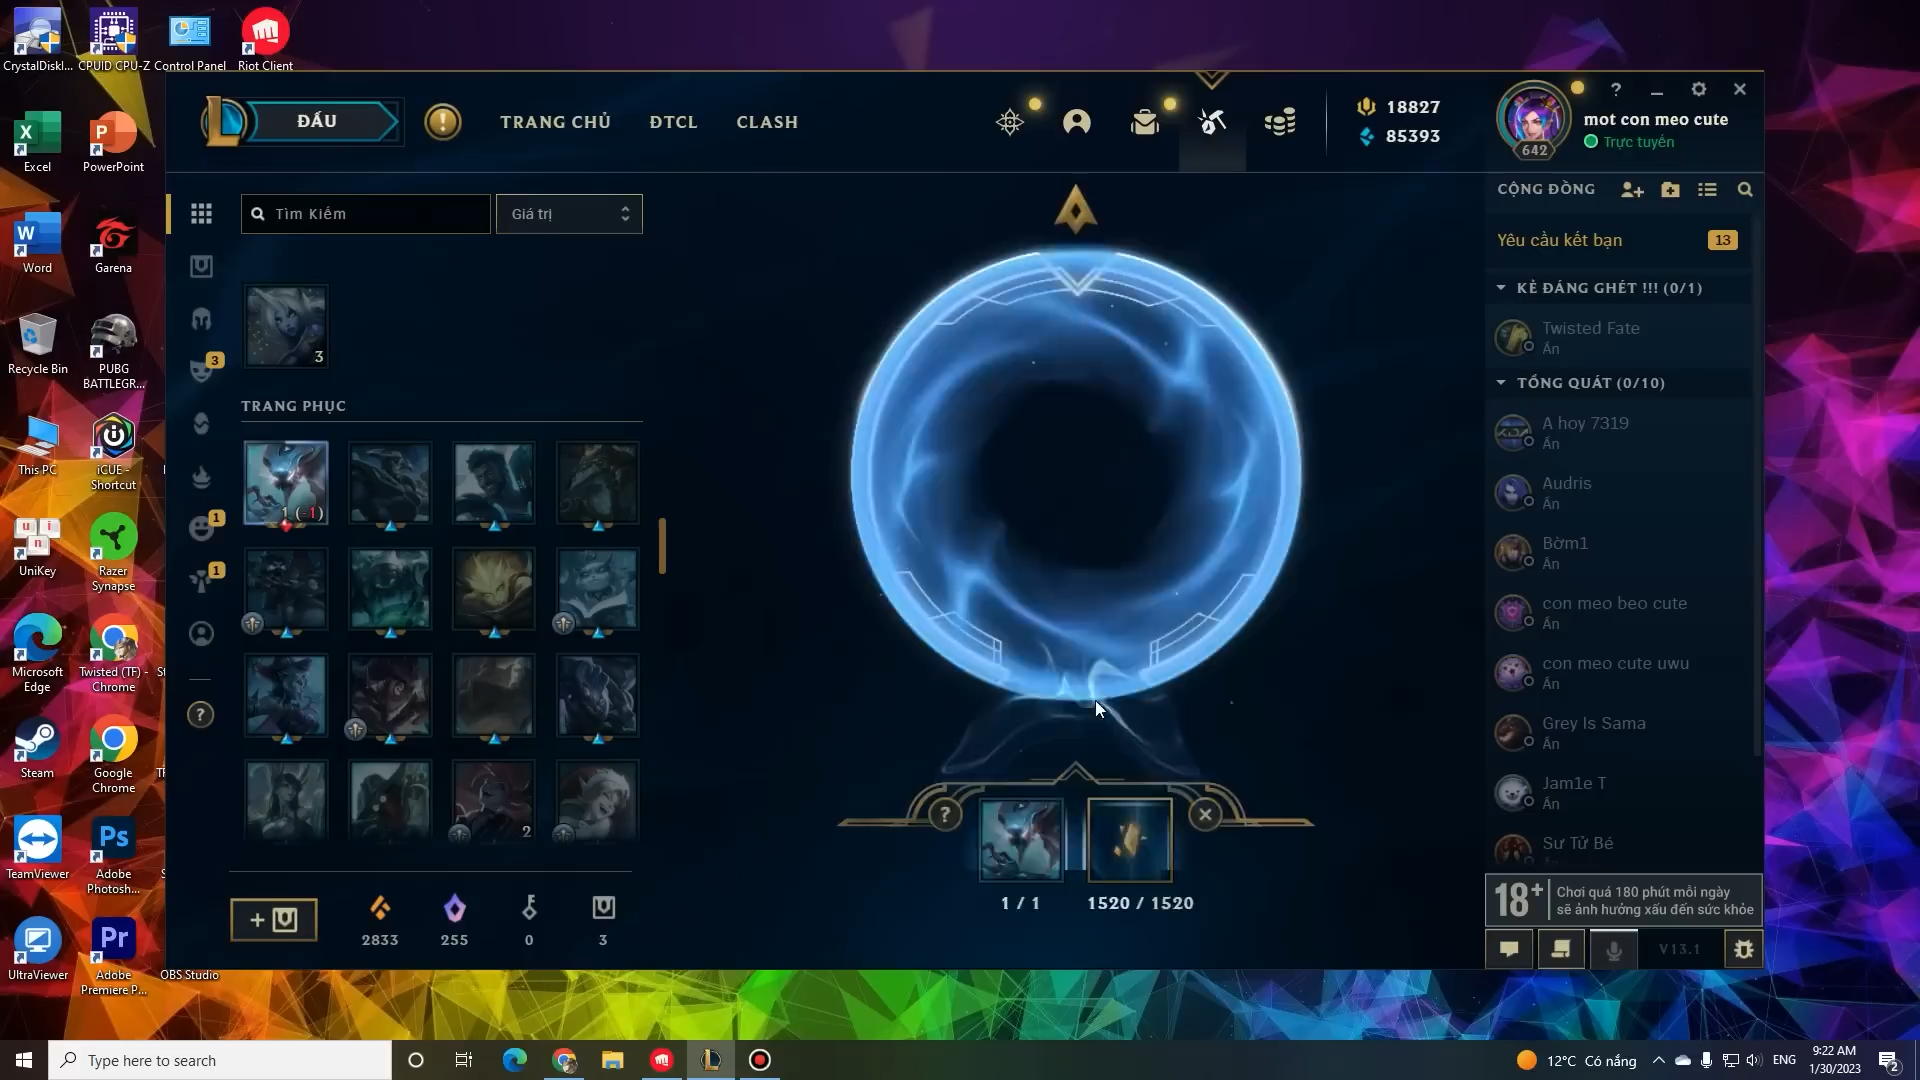 CrystalDiskI...
CPUID CPU-Z
Control Panel
Riot Client
Excel
PowerPoint
Word
Garena
Recycle Bin
PUBG
BATTLEGR...
This PC
iCUE -
Shortcut
UniKey
Razer
Synapse
Microsoft
Edge
Twisted (TF) -
Chrome
Steam
Google
Chrome
TeamViewer
Adobe
Photosh...
UltraViewer
Adobe
Premiere P...
OBS Studio
ĐẤU
TRANG CHỦ
ĐTCL
CLASH
18827
85393
642
mot con meo cute
Trực tuyến
Tìm Kiếm
Giá trị
3
3
1
1
TRANG PHỤC
1 (-1)
2
2833
255
0
3
1 / 1
1520 / 1520
CỘNG ĐỒNG
Yêu cầu kết bạn
13
KẺ ĐÁNG GHÉT !!! (0/1)
Twisted Fate
Ẩn
TỔNG QUÁT (0/10)
A hoy 7319
Ẩn
Audris
Ẩn
Bờm1
Ẩn
con meo beo cute
Ẩn
con meo cute uwu
Ẩn
Grey Is Sama
Ẩn
Jam1e T
Ẩn
Sư Tử Bé
18+
Chơi quá 180 phút mỗi ngày
sẽ ảnh hưởng xấu đến sức khỏe
V13.1
Type here to search
12°C Có nắng
ENG
9:22 AM
1/30/2023
2